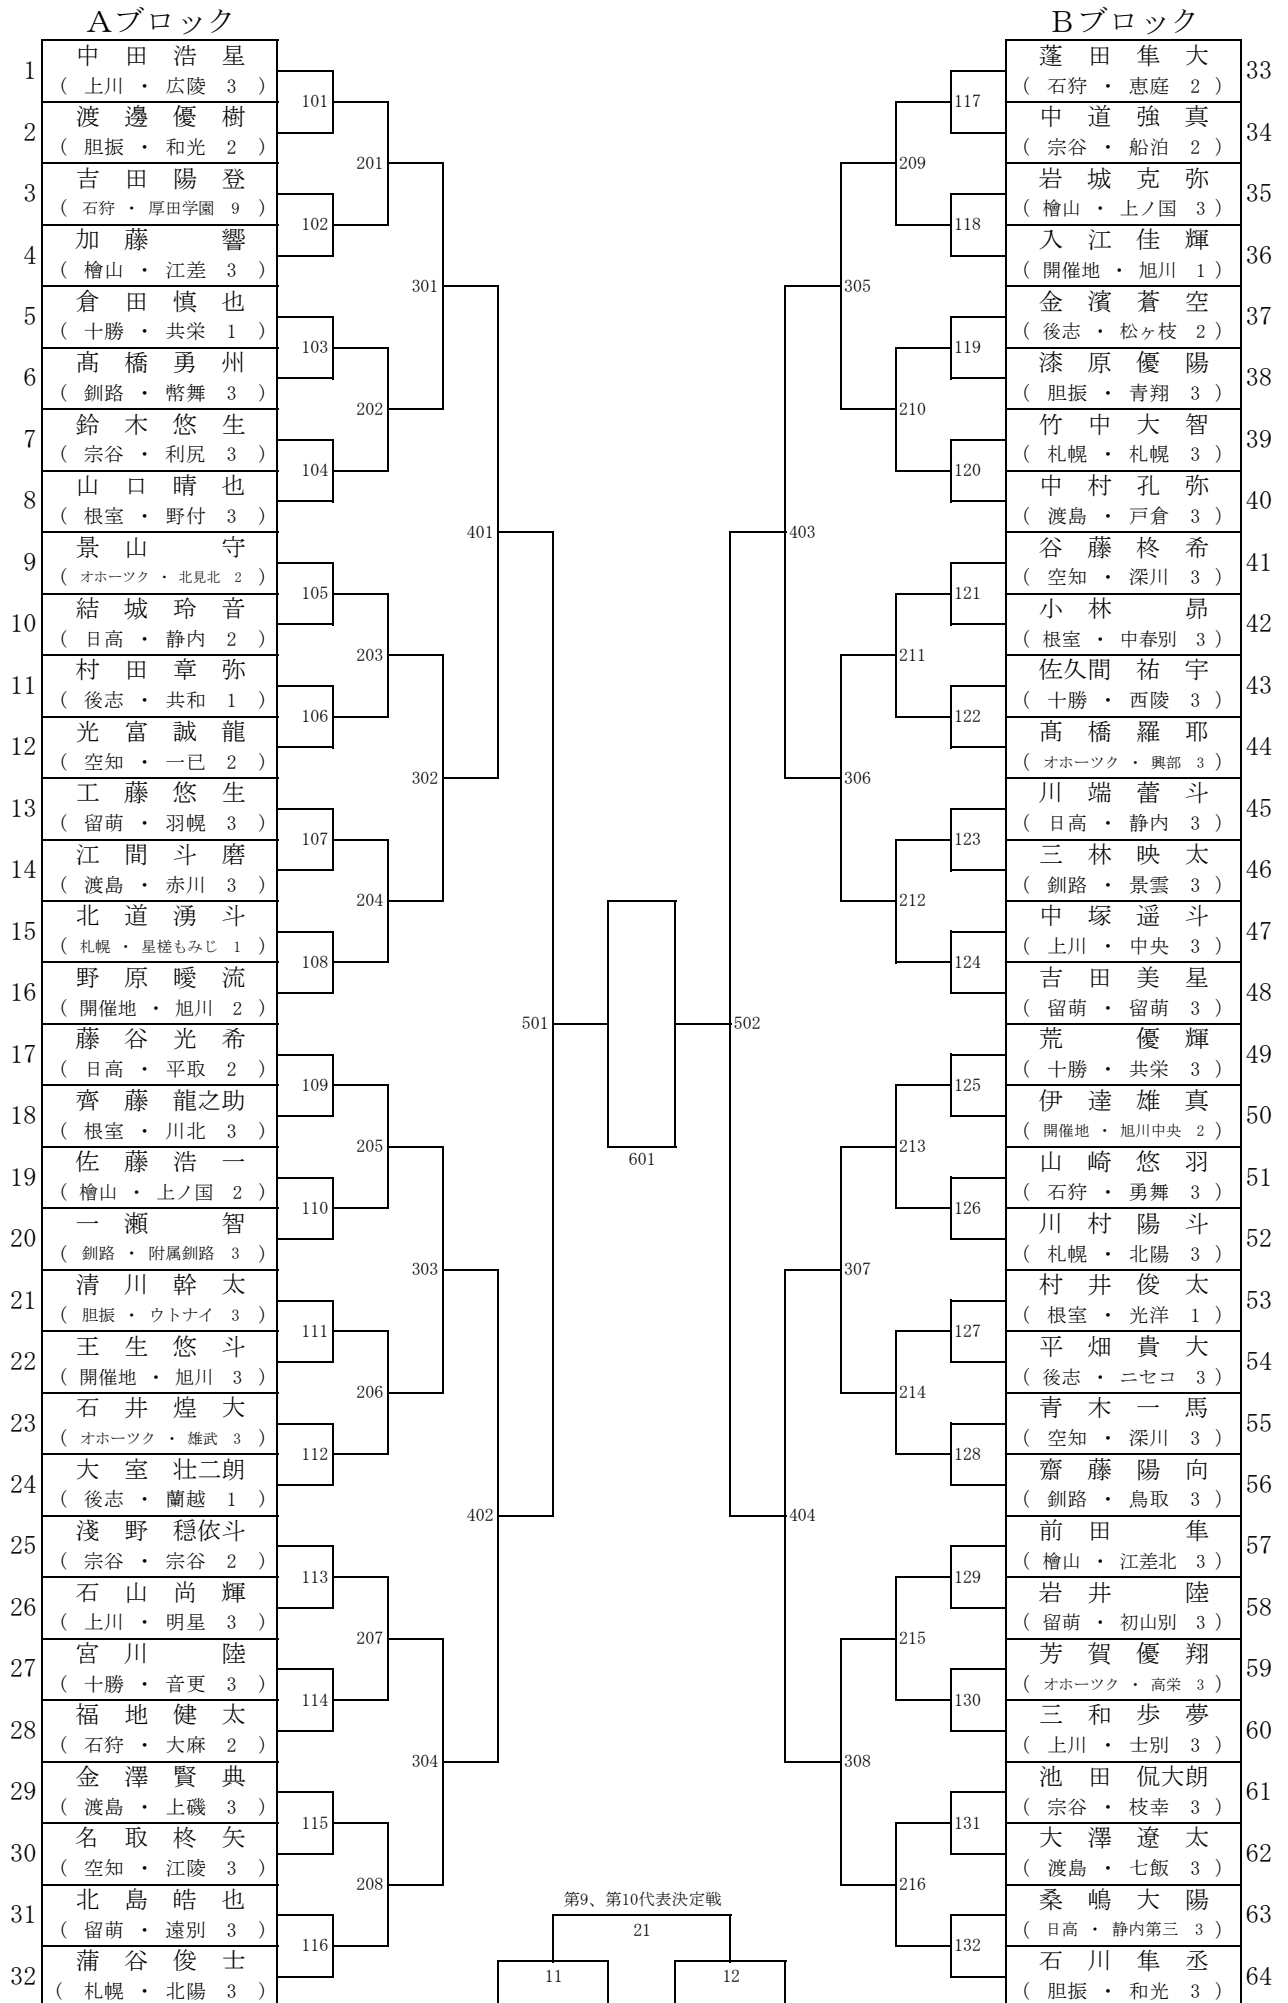 Aブロック
1 中田浩星
( 上川 ・ 広陵 3 )
2 渡邊優樹
( 胆振 ・ 和光 2 )
3 吉田陽登
( 石狩 ・ 厚田学園 9 )
4 加藤響
( 檜山 ・ 江差 3 )
5 倉田慎也
( 十勝 ・ 共栄 1 )
6 髙橋勇州
( 釧路 ・ 幣舞 3 )
7 鈴木悠生
( 宗谷 ・ 利尻 3 )
8 山口晴也
( 根室 ・ 野付 3 )
9 景山守
( オホーツク ・ 北見北 2 )
10 結城玲音
( 日高 ・ 静内 2 )
11 村田章弥
( 後志 ・ 共和 1 )
12 光富誠龍
( 空知 ・ 一已 2 )
13 工藤悠生
( 留萌 ・ 羽幌 3 )
14 江間斗磨
( 渡島 ・ 赤川 3 )
15 北道湧斗
( 札幌 ・ 星槎もみじ 1 )
16 野原曖流
( 開催地 ・ 旭川 2 )
17 藤谷光希
( 日高 ・ 平取 2 )
18 齊藤龍之助
( 根室 ・ 川北 3 )
19 佐藤浩一
( 檜山 ・ 上ノ国 2 )
20 一瀬智
( 釧路 ・ 附属釧路 3 )
21 清川幹太
( 胆振 ・ ウトナイ 3 )
22 王生悠斗
( 開催地 ・ 旭川 3 )
23 石井煌大
( オホーツク ・ 雄武 3 )
24 大室壮二朗
( 後志 ・ 蘭越 1 )
25 淺野穏依斗
( 宗谷 ・ 宗谷 2 )
26 石山尚輝
( 上川 ・ 明星 3 )
27 宮川陸
( 十勝 ・ 音更 3 )
28 福地健太
( 石狩 ・ 大麻 2 )
29 金澤賢典
( 渡島 ・ 上磯 3 )
30 名取柊矢
( 空知 ・ 江陵 3 )
31 北島皓也
( 留萌 ・ 遠別 3 )
32 蒲谷俊士
( 札幌 ・ 北陽 3 )
101
102
103
104
105
106
107
108
109
110
111
112
113
114
115
116
201
202
203
204
205
206
207
208
301
302
303
304
401
402
501
601
第9、第10代表決定戦
21
11
12
502
403
404
305
306
307
308
209
210
211
212
213
214
215
216
117
118
119
120
121
122
123
124
125
126
127
128
129
130
131
132
Bブロック
蓬田隼大 33
( 石狩 ・ 恵庭 2 )
中道強真 34
( 宗谷 ・ 船泊 2 )
岩城克弥 35
( 檜山 ・ 上ノ国 3 )
入江佳輝 36
( 開催地 ・ 旭川 1 )
金濱蒼空 37
( 後志 ・ 松ヶ枝 2 )
漆原優陽 38
( 胆振 ・ 青翔 3 )
竹中大智 39
( 札幌 ・ 札幌 3 )
中村孔弥 40
( 渡島 ・ 戸倉 3 )
谷藤柊希 41
( 空知 ・ 深川 3 )
小林昴 42
( 根室 ・ 中春別 3 )
佐久間祐宇 43
( 十勝 ・ 西陵 3 )
髙橋羅耶 44
( オホーツク ・ 興部 3 )
川端蕾斗 45
( 日高 ・ 静内 3 )
三林映太 46
( 釧路 ・ 景雲 3 )
中塚遥斗 47
( 上川 ・ 中央 3 )
吉田美星 48
( 留萌 ・ 留萌 3 )
荒優輝 49
( 十勝 ・ 共栄 3 )
伊達雄真 50
( 開催地 ・ 旭川中央 2 )
山崎悠羽 51
( 石狩 ・ 勇舞 3 )
川村陽斗 52
( 札幌 ・ 北陽 3 )
村井俊太 53
( 根室 ・ 光洋 1 )
平畑貴大 54
( 後志 ・ ニセコ 3 )
青木一馬 55
( 空知 ・ 深川 3 )
齋藤陽向 56
( 釧路 ・ 鳥取 3 )
前田隼 57
( 檜山 ・ 江差北 3 )
岩井陸 58
( 留萌 ・ 初山別 3 )
芳賀優翔 59
( オホーツク ・ 高栄 3 )
三和歩夢 60
( 上川 ・ 士別 3 )
池田侃大朗 61
( 宗谷 ・ 枝幸 3 )
大澤遼太 62
( 渡島 ・ 七飯 3 )
桑嶋大陽 63
( 日高 ・ 静内第三 3 )
石川隼丞 64
( 胆振 ・ 和光 3 )